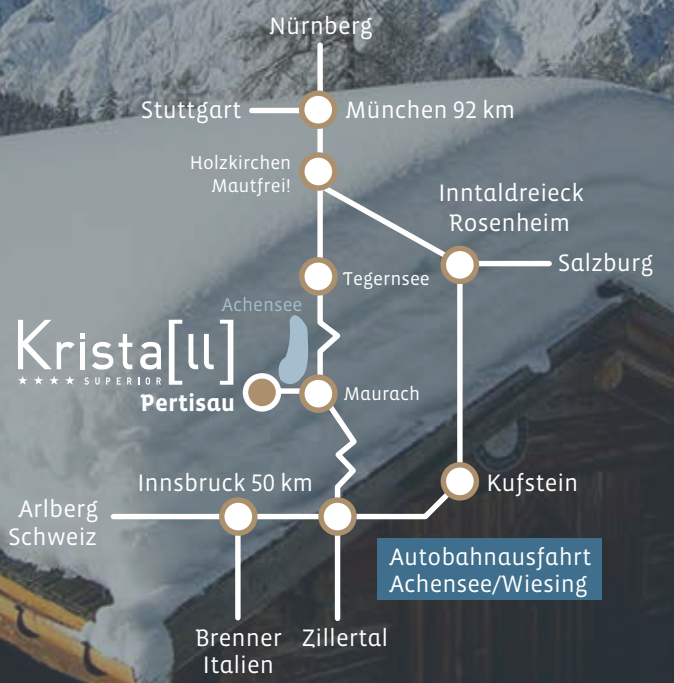 Nürnberg
Stuttgart
München 92 km
Holzkirchen
Mautfrei!
Inntaldreieck
Rosenheim
Salzburg
Tegernsee
Achensee
Krista[ll]
★★★★ SUPERIOR
Pertisau
Maurach
Innsbruck 50 km
Kufstein
Arlberg
Schweiz
Autobahnausfahrt
Achensee/Wiesing
Brenner
Italien
Zillertal